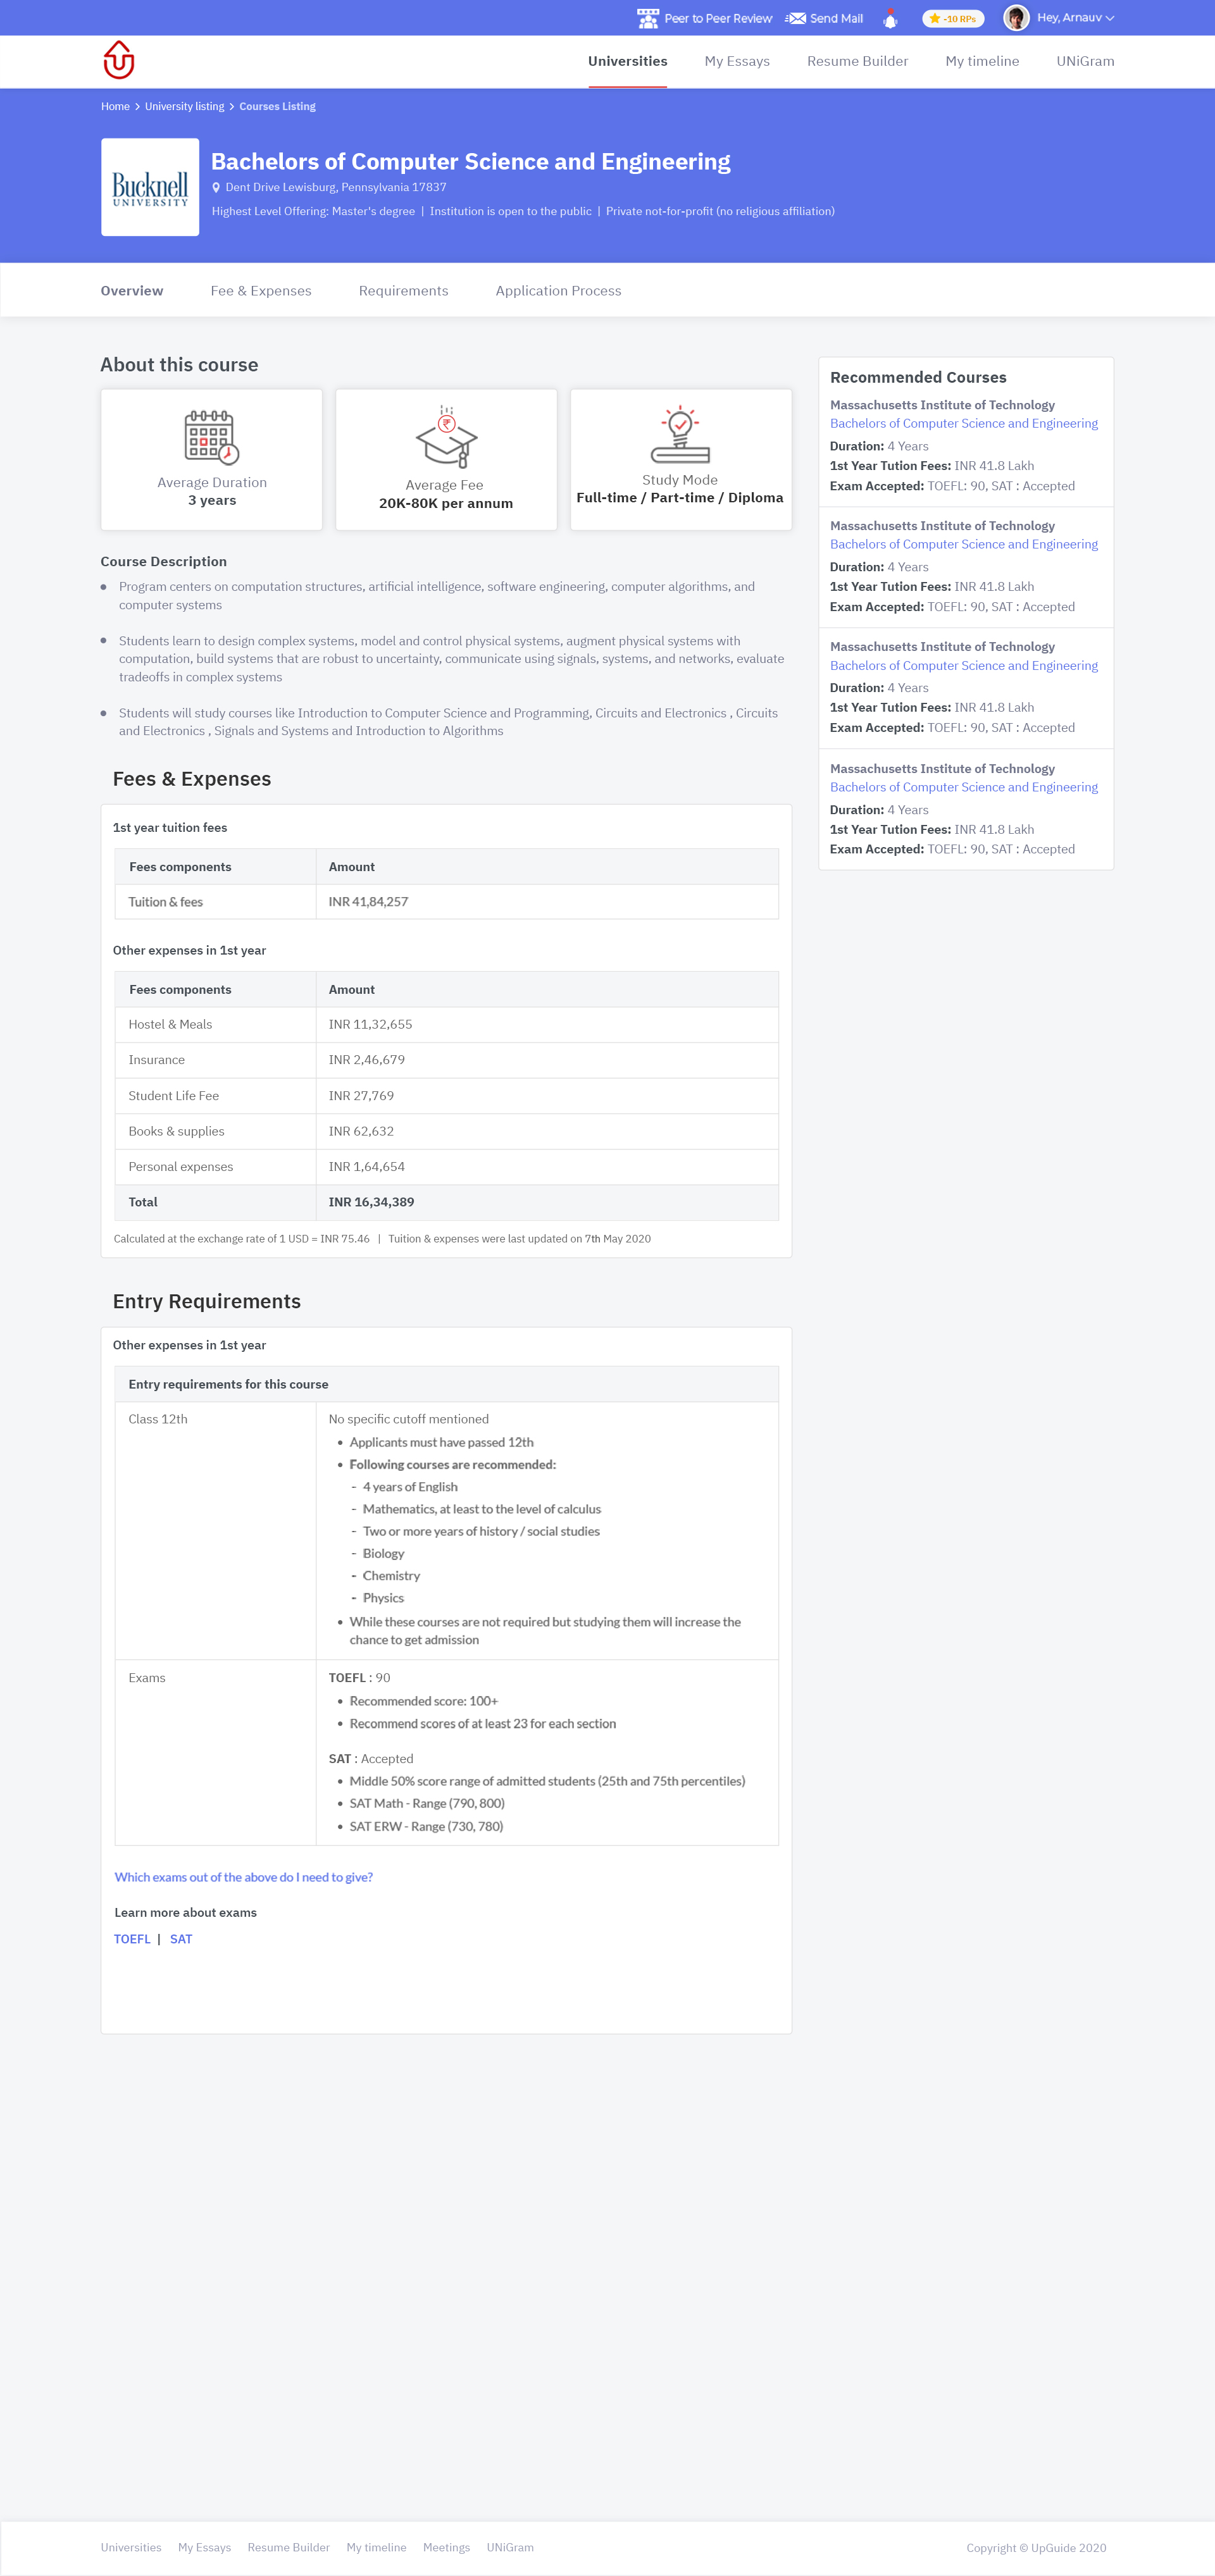 Peer to Peer Review
Send Mail
-10 RPs
Hey, Arnauv
Universities
My Essays
Resume Builder
My timeline
UNiGram
Home > University listing > Courses Listing
Bucknell
UNIVERSITY
Bachelors of Computer Science and Engineering
Dent Drive Lewisburg, Pennsylvania 17837
Highest Level Offering: Master's degree | Institution is open to the public | Private not-for-profit (no religious affiliation)
Overview
Fee & Expenses
Requirements
Application Process
About this course
Average Duration
3 years
Average Fee
20K-80K per annum
Study Mode
Full-time / Part-time / Diploma
Course Description
Program centers on computation structures, artificial intelligence, software engineering, computer algorithms, and
computer systems
Students learn to design complex systems, model and control physical systems, augment physical systems with
computation, build systems that are robust to uncertainty, communicate using signals, systems, and networks, evaluate
tradeoffs in complex systems
Students will study courses like Introduction to Computer Science and Programming, Circuits and Electronics , Circuits
and Electronics , Signals and Systems and Introduction to Algorithms
Fees & Expenses
1st year tuition fees
Fees components Amount
Tuition & fees INR 41,84,257
Other expenses in 1st year
Fees components Amount
Hostel & Meals INR 11,32,655
Insurance INR 2,46,679
Student Life Fee INR 27,769
Books & supplies INR 62,632
Personal expenses INR 1,64,654
Total INR 16,34,389
Calculated at the exchange rate of 1 USD = INR 75.46 | Tuition & expenses were last updated on 7th May 2020
Entry Requirements
Other expenses in 1st year
Entry requirements for this course
Class 12th
No specific cutoff mentioned
• Applicants must have passed 12th
• Following courses are recommended:
- 4 years of English
- Mathematics, at least to the level of calculus
- Two or more years of history / social studies
- Biology
- Chemistry
- Physics
• While these courses are not required but studying them will increase the
chance to get admission
Exams
TOEFL : 90
• Recommended score: 100+
• Recommend scores of at least 23 for each section
SAT : Accepted
• Middle 50% score range of admitted students (25th and 75th percentiles)
• SAT Math - Range (790, 800)
• SAT ERW - Range (730, 780)
Which exams out of the above do I need to give?
Learn more about exams
TOEFL | SAT
Recommended Courses
Massachusetts Institute of Technology
Bachelors of Computer Science and Engineering
Duration: 4 Years
1st Year Tution Fees: INR 41.8 Lakh
Exam Accepted: TOEFL: 90, SAT : Accepted
Massachusetts Institute of Technology
Bachelors of Computer Science and Engineering
Duration: 4 Years
1st Year Tution Fees: INR 41.8 Lakh
Exam Accepted: TOEFL: 90, SAT : Accepted
Massachusetts Institute of Technology
Bachelors of Computer Science and Engineering
Duration: 4 Years
1st Year Tution Fees: INR 41.8 Lakh
Exam Accepted: TOEFL: 90, SAT : Accepted
Massachusetts Institute of Technology
Bachelors of Computer Science and Engineering
Duration: 4 Years
1st Year Tution Fees: INR 41.8 Lakh
Exam Accepted: TOEFL: 90, SAT : Accepted
Universities
My Essays
Resume Builder
My timeline
Meetings
UNiGram
Copyright © UpGuide 2020